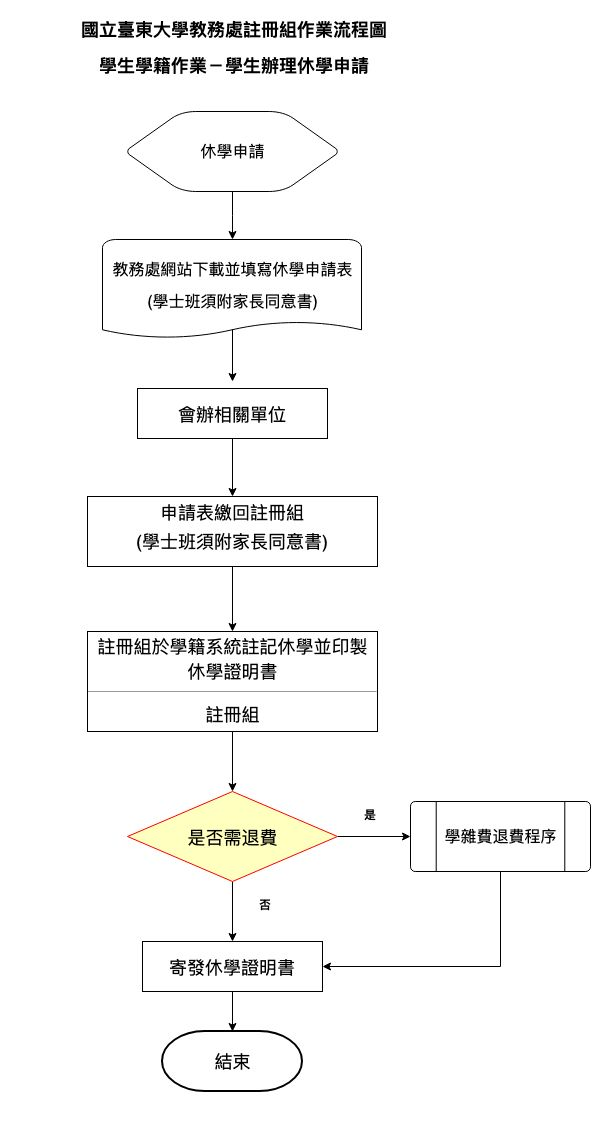 國立臺東大學教務處註冊組作業流程圖
學生學籍作業－學生辦理休學申請
休學申請
教務處網站下載並填寫休學申請表
(學士班須附家長同意書)
會辦相關單位
申請表繳回註冊組
(學士班須附家長同意書)
註冊組於學籍系統註記休學並印製
休學證明書
註冊組
是否需退費
是
學雜費退費程序
否
寄發休學證明書
結束